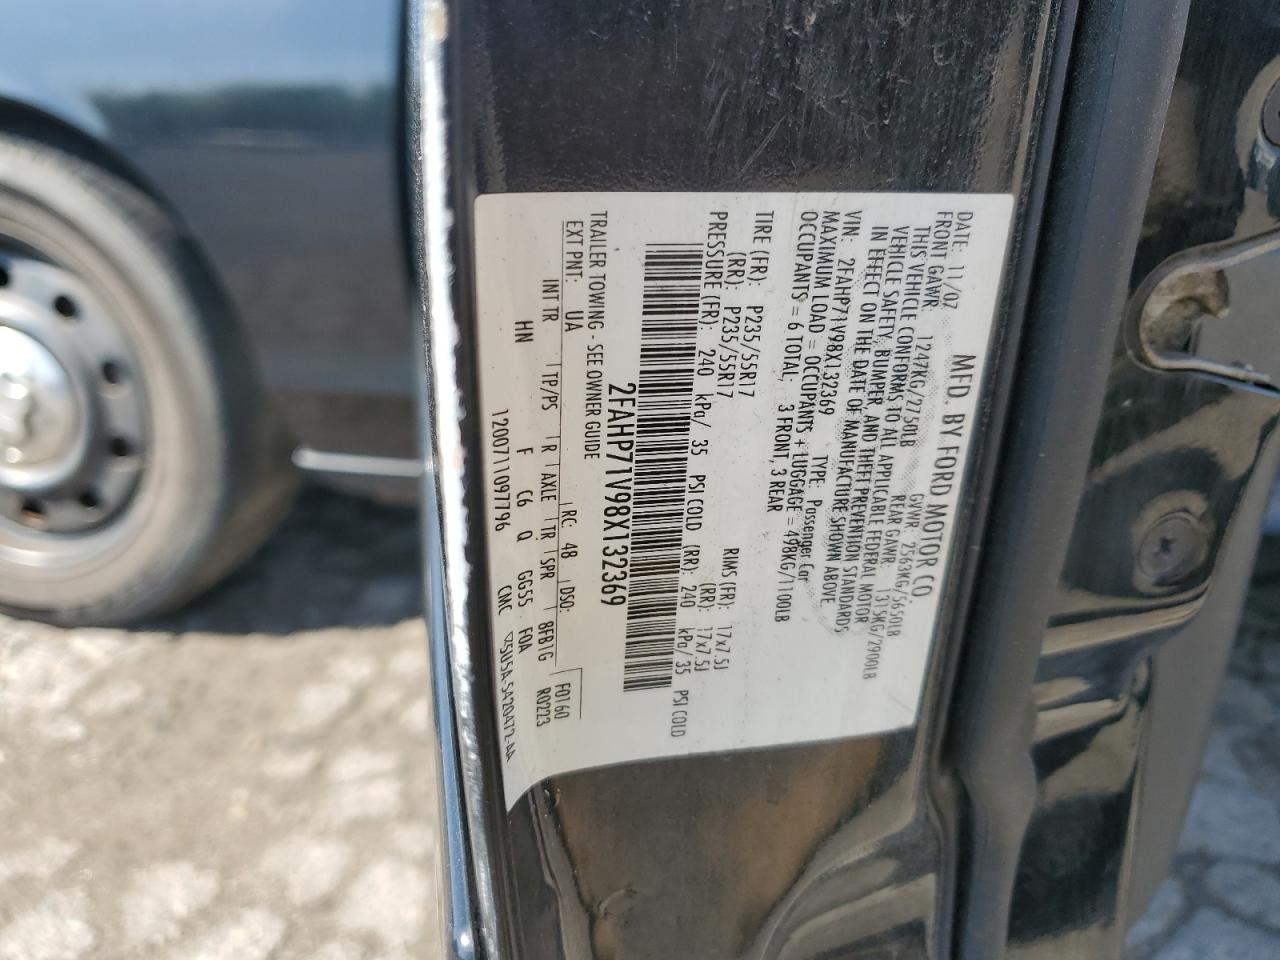 MFD. BY FORD MOTOR CO
DATE: 11/07 GVWR: 2563KG/5650LB
FRONT GAWR: 1247KG/2750LB REAR GAWR: 1315KG/2900LB
THIS VEHICLE CONFORMS TO ALL APPLICABLE FEDERAL MOTOR
VEHICLE SAFETY, BUMPER, AND THEFT PREVENTION STANDARDS
IN EFFECT ON THE DATE OF MANUFACTURE SHOWN ABOVE.
VIN: 2FAHP71V98X132369 TYPE: Passenger Car
MAXIMUM LOAD = OCCUPANTS + LUGGAGE = 498KG/1100LB
OCCUPANTS = 6 TOTAL, 3 FRONT, 3 REAR
TIRE (FR): P235/55R17 RIMS (FR): 17x7.5J
(RR): P235/55R17 (RR): 17x7.5J
PRESSURE (FR): 240 kPa/ 35 PSI COLD (RR): 240 kPa/ 35 PSI COLD
2FAHP71V98X132369
TRAILER TOWING - SEE OWNER GUIDE
EXT PNT: UA RC: 48 DSO: F0160
INT TR TP/PS R AXLE TR SPR 8FB1G R0223
HN F C6 Q GG55 FOA
1200711097796 CMC 5U5A-5420472-AA